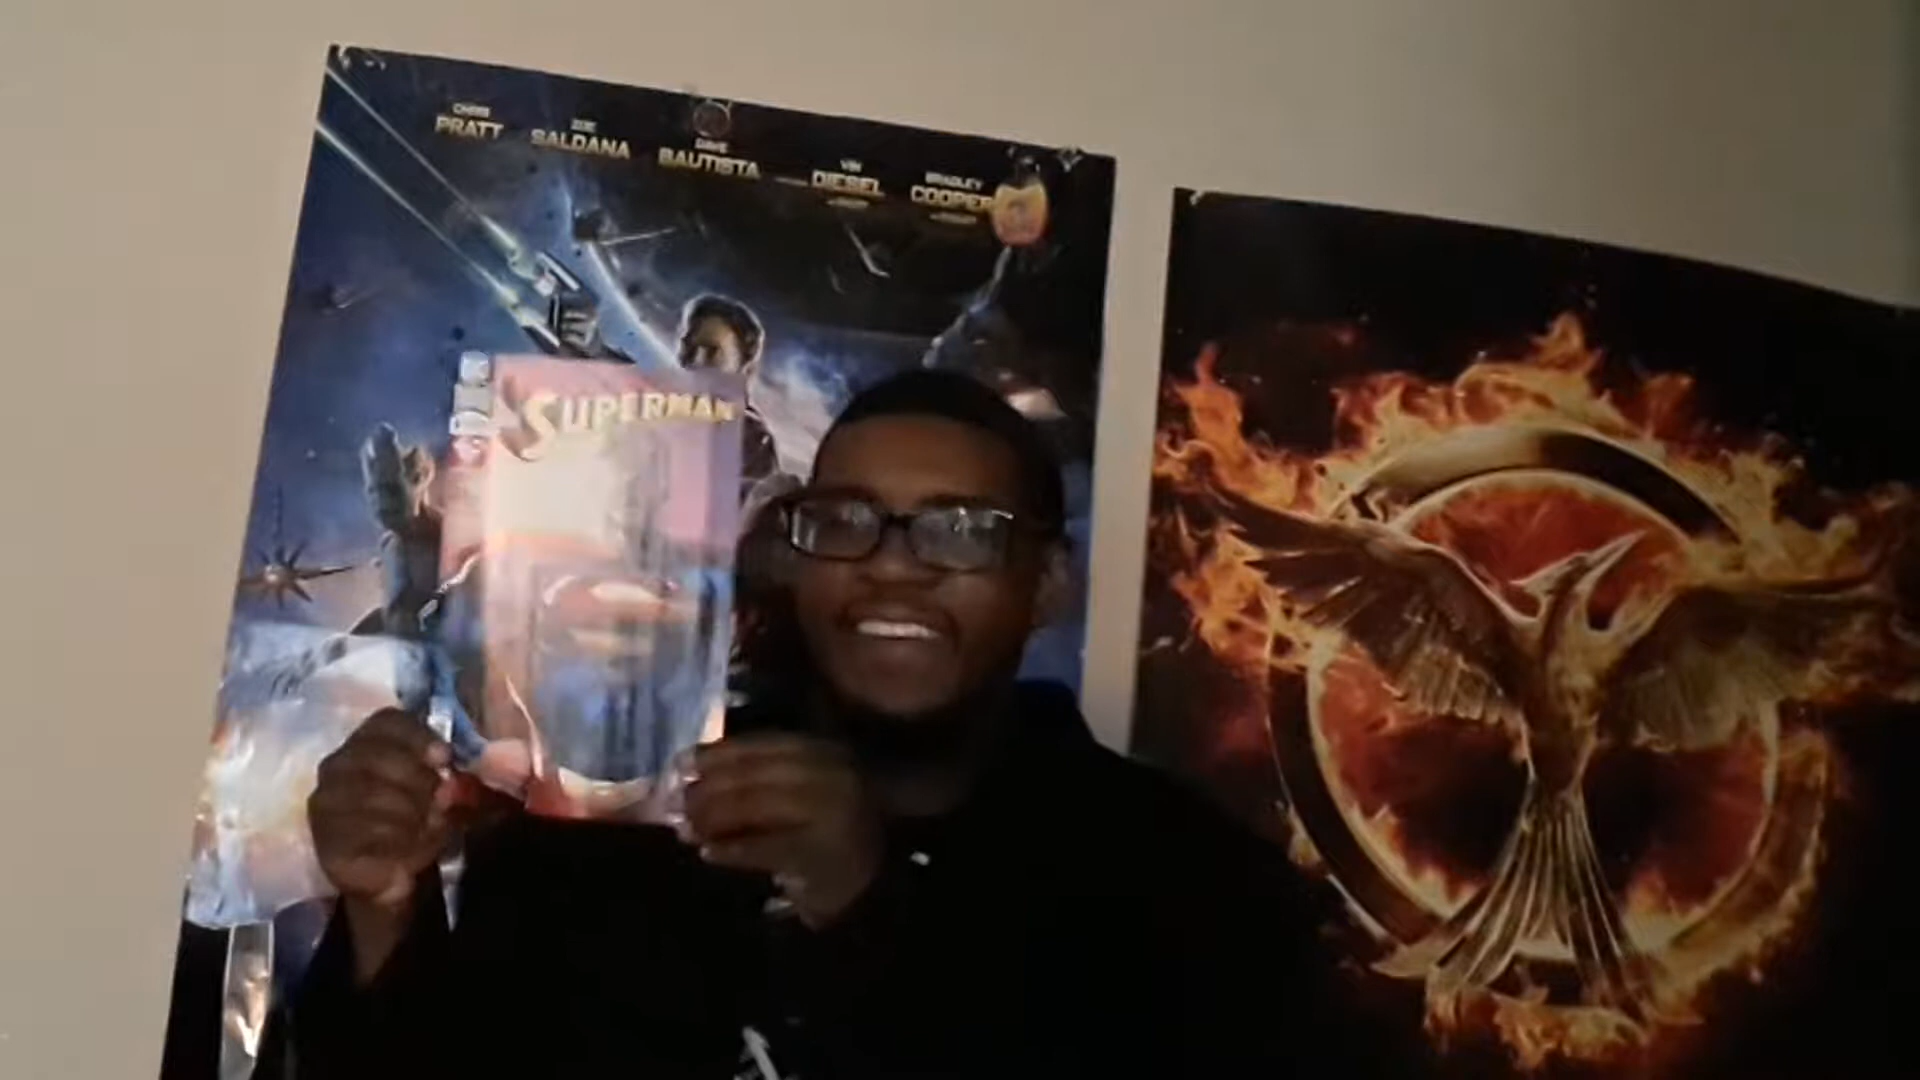 CHRIS
PRATT
ZOE
SALDANA
DAVE
BAUTISTA
VIN
DIESEL
BRADLEY
COOPER
SUPERMAN